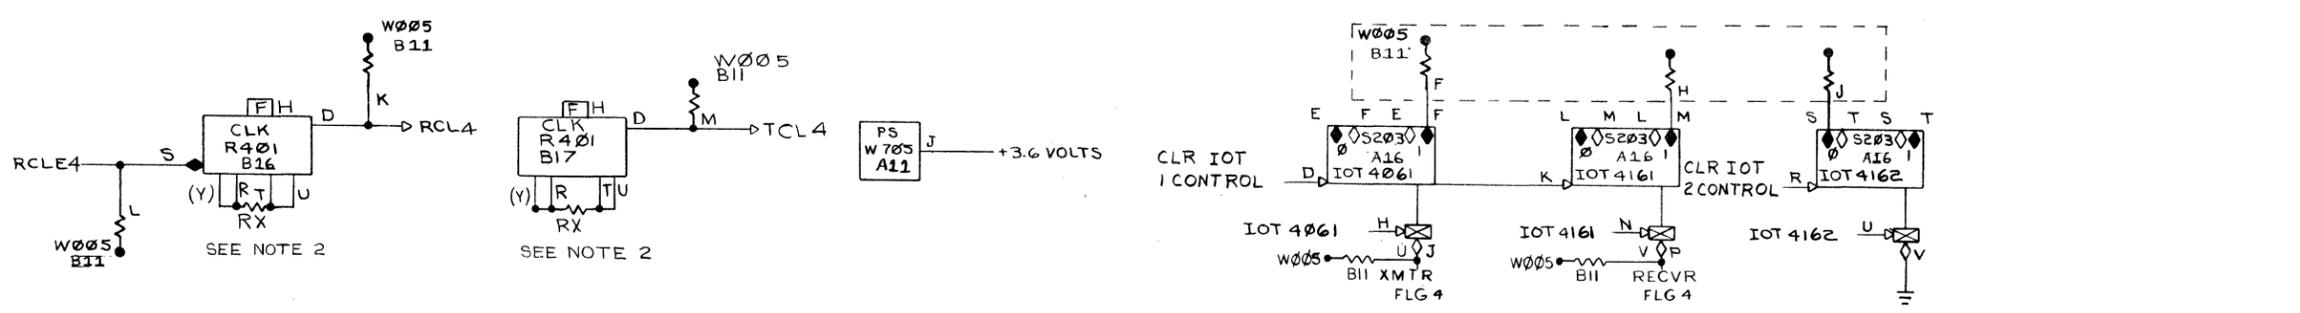 WØØ5
B11
K
F H
D
CLK
R4Ø1
B16
RCL4
RCLE4
S
(Y)
R T
U
RX
L
WØØ5
B11
SEE NOTE 2
WØØ5
B11
F H
D
M
CLK
R4Ø1
B17
TCL4
(Y)
R
T U
RX
SEE NOTE 2
PS
W705
A11
J
+3.6 VOLTS
WØØ5
B11
F
H
J
E F E F
Ø S203 1
A16
IOT 4Ø61
CLR IOT
1 CONTROL
D
H
IOT 4Ø61
U J
WØØ5
B11 XMTR
FLG 4
L M L M
Ø S203 1
A16
IOT 4161
K
N
IOT 4161
V P
WØØ5
B11 RECVR
FLG 4
S T S T
Ø S203 1
A16
IOT 4162
CLR IOT
2 CONTROL
R
U
IOT 4162
V